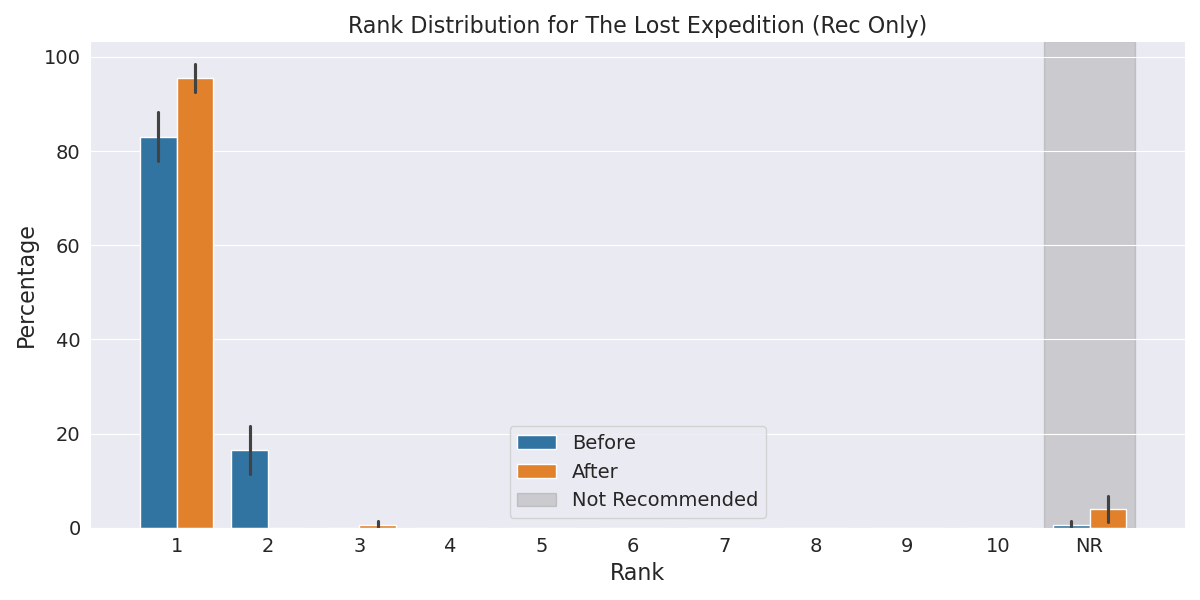 Rank Distribution for The Lost Expedition (Rec Only)
Percentage
100
80
60
40
20
0
Before
After
Not Recommended
1 2 3 4 5 6 7 8 9 10 NR
Rank